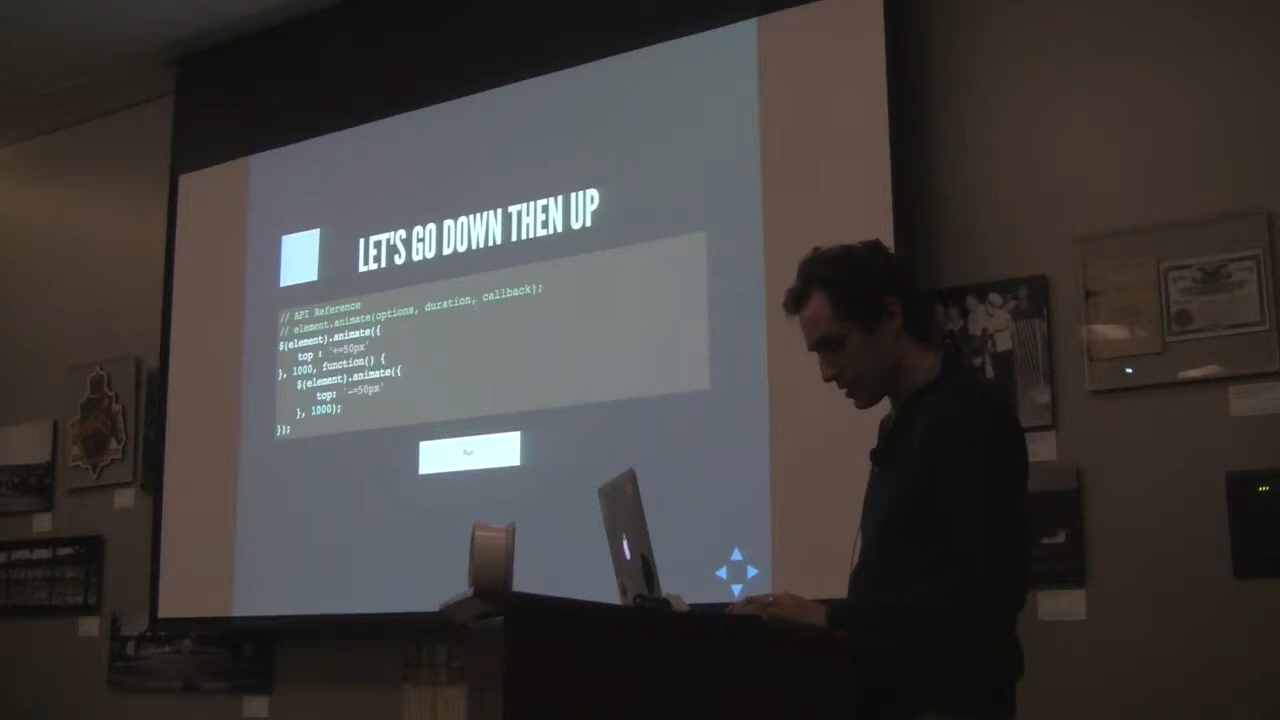 LET'S GO DOWN THEN UP
// API Reference
// element.animate(options, duration, callback);
$(element).animate({
top : '+=50px'
}, 1000, function() {
$(element).animate({
top: '-=50px'
}, 1000);
});
Run